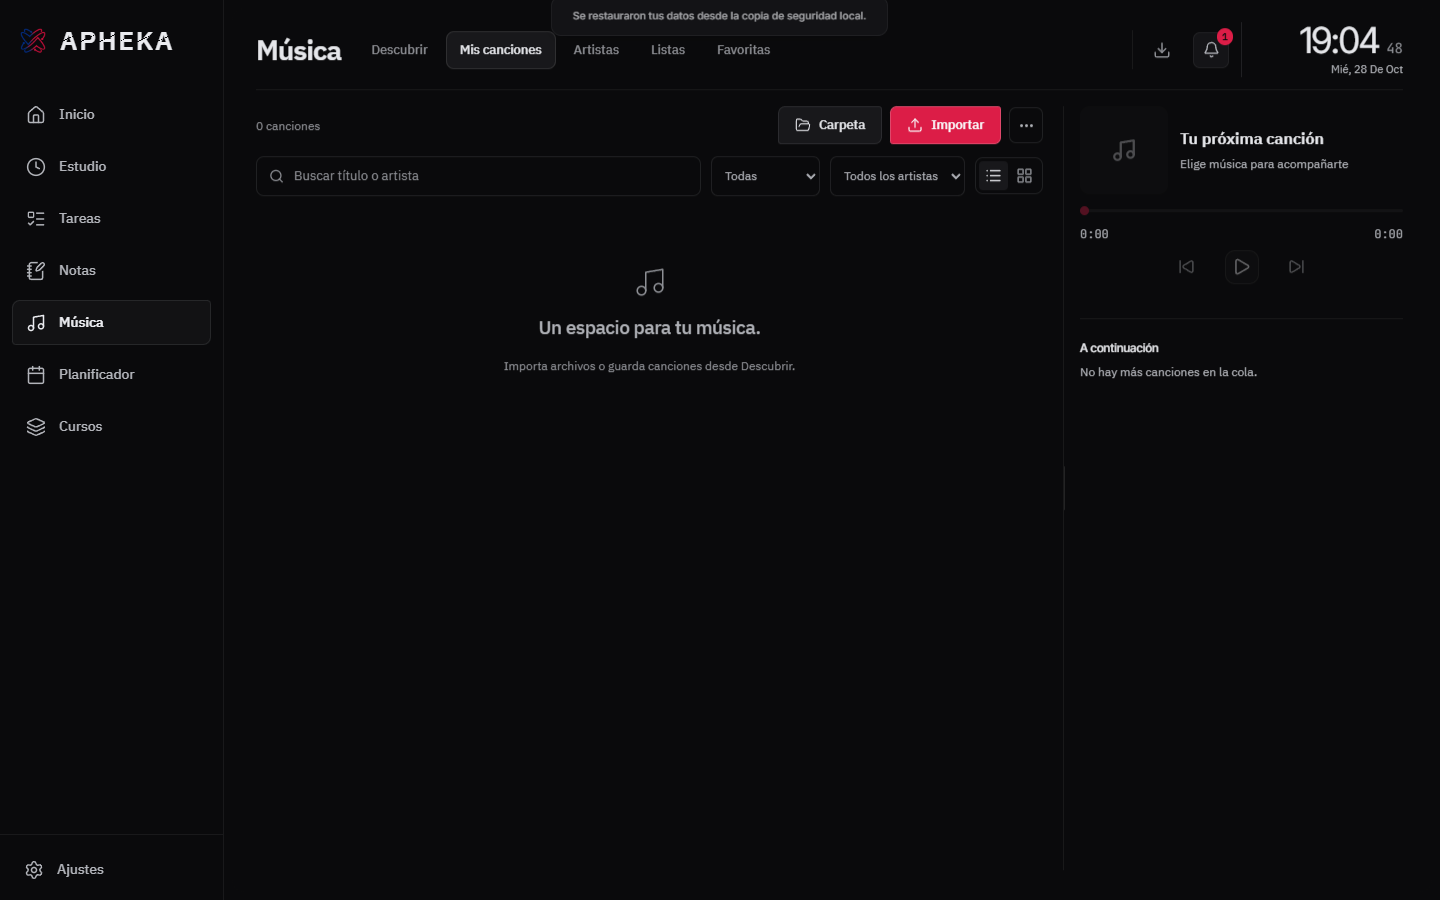 Se restauraron tus datos desde la copia de seguridad local.
APHEKA
Música
Descubrir
Mis canciones
Artistas
Listas
Favoritas
1
19:04 48
Mié, 28 De Oct
Inicio
Estudio
Tareas
Notas
Música
Planificador
Cursos
Ajustes
0 canciones
Carpeta
Importar
Buscar título o artista
Todas
Todos los artistas
Un espacio para tu música.
Importa archivos o guarda canciones desde Descubrir.
Tu próxima canción
Elige música para acompañarte
0:00
0:00
A continuación
No hay más canciones en la cola.